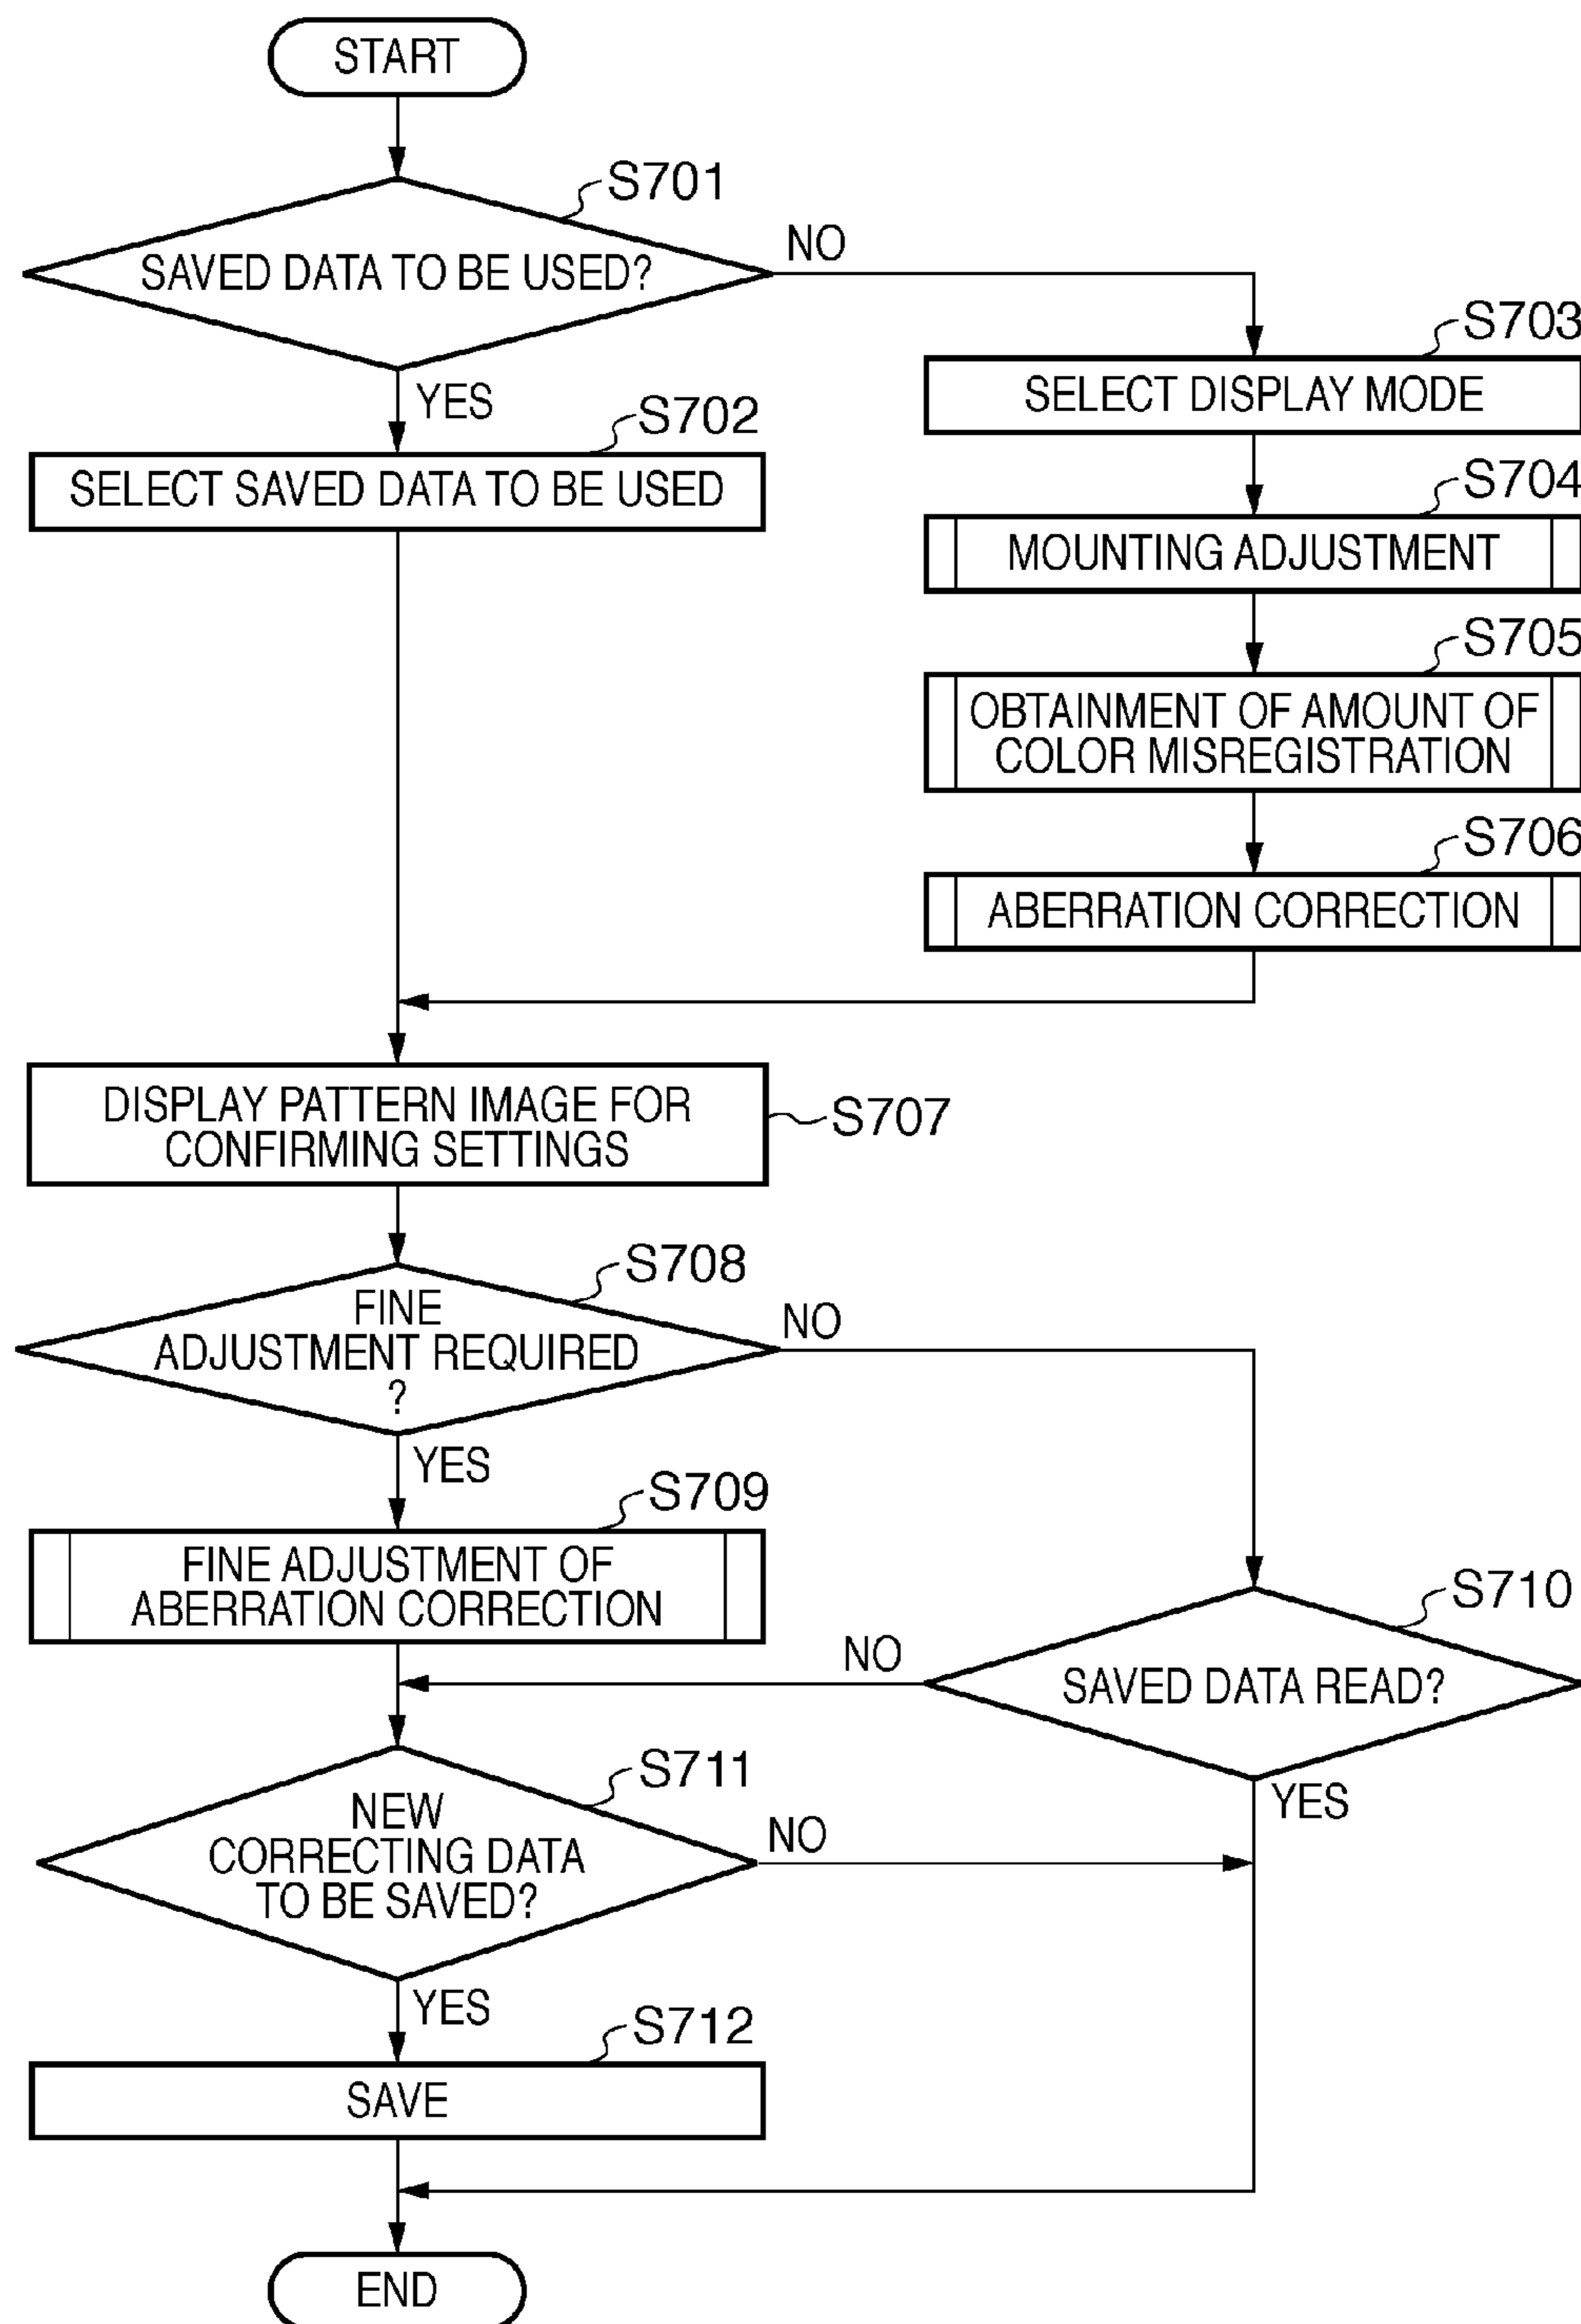 START
S701
SAVED DATA TO BE USED?
NO
YES
S702
SELECT SAVED DATA TO BE USED
S703
SELECT DISPLAY MODE
S704
MOUNTING ADJUSTMENT
S705
OBTAINMENT OF AMOUNT OF
COLOR MISREGISTRATION
S706
ABERRATION CORRECTION
DISPLAY PATTERN IMAGE FOR
CONFIRMING SETTINGS
S707
S708
FINE
ADJUSTMENT REQUIRED
?
NO
YES
S709
FINE ADJUSTMENT OF
ABERRATION CORRECTION
S710
SAVED DATA READ?
NO
YES
S711
NEW
CORRECTING DATA
TO BE SAVED?
NO
YES
S712
SAVE
END